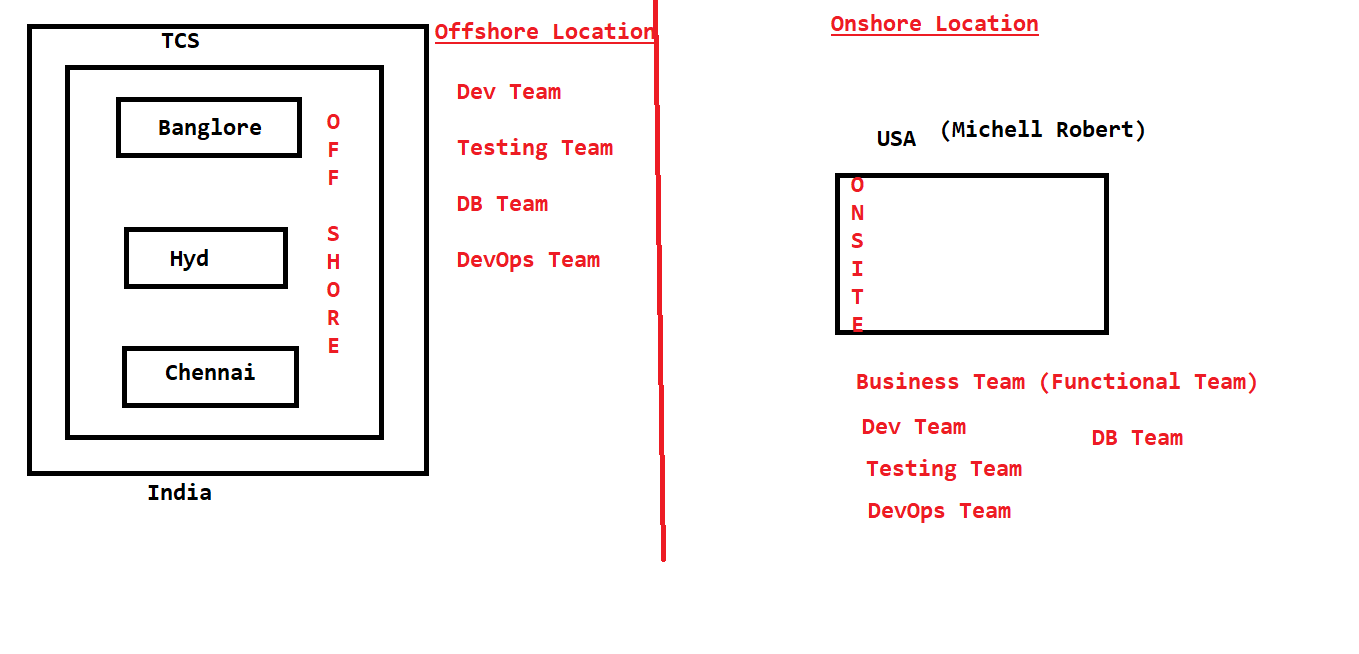 TCS
Banglore
Hyd
Chennai
OFF SHORE
India
Offshore Location
Dev Team
Testing Team
DB Team
DevOps Team
Onshore Location
USA (Michell Robert)
ONSITE
Business Team (Functional Team)
Dev Team
DB Team
Testing Team
DevOps Team